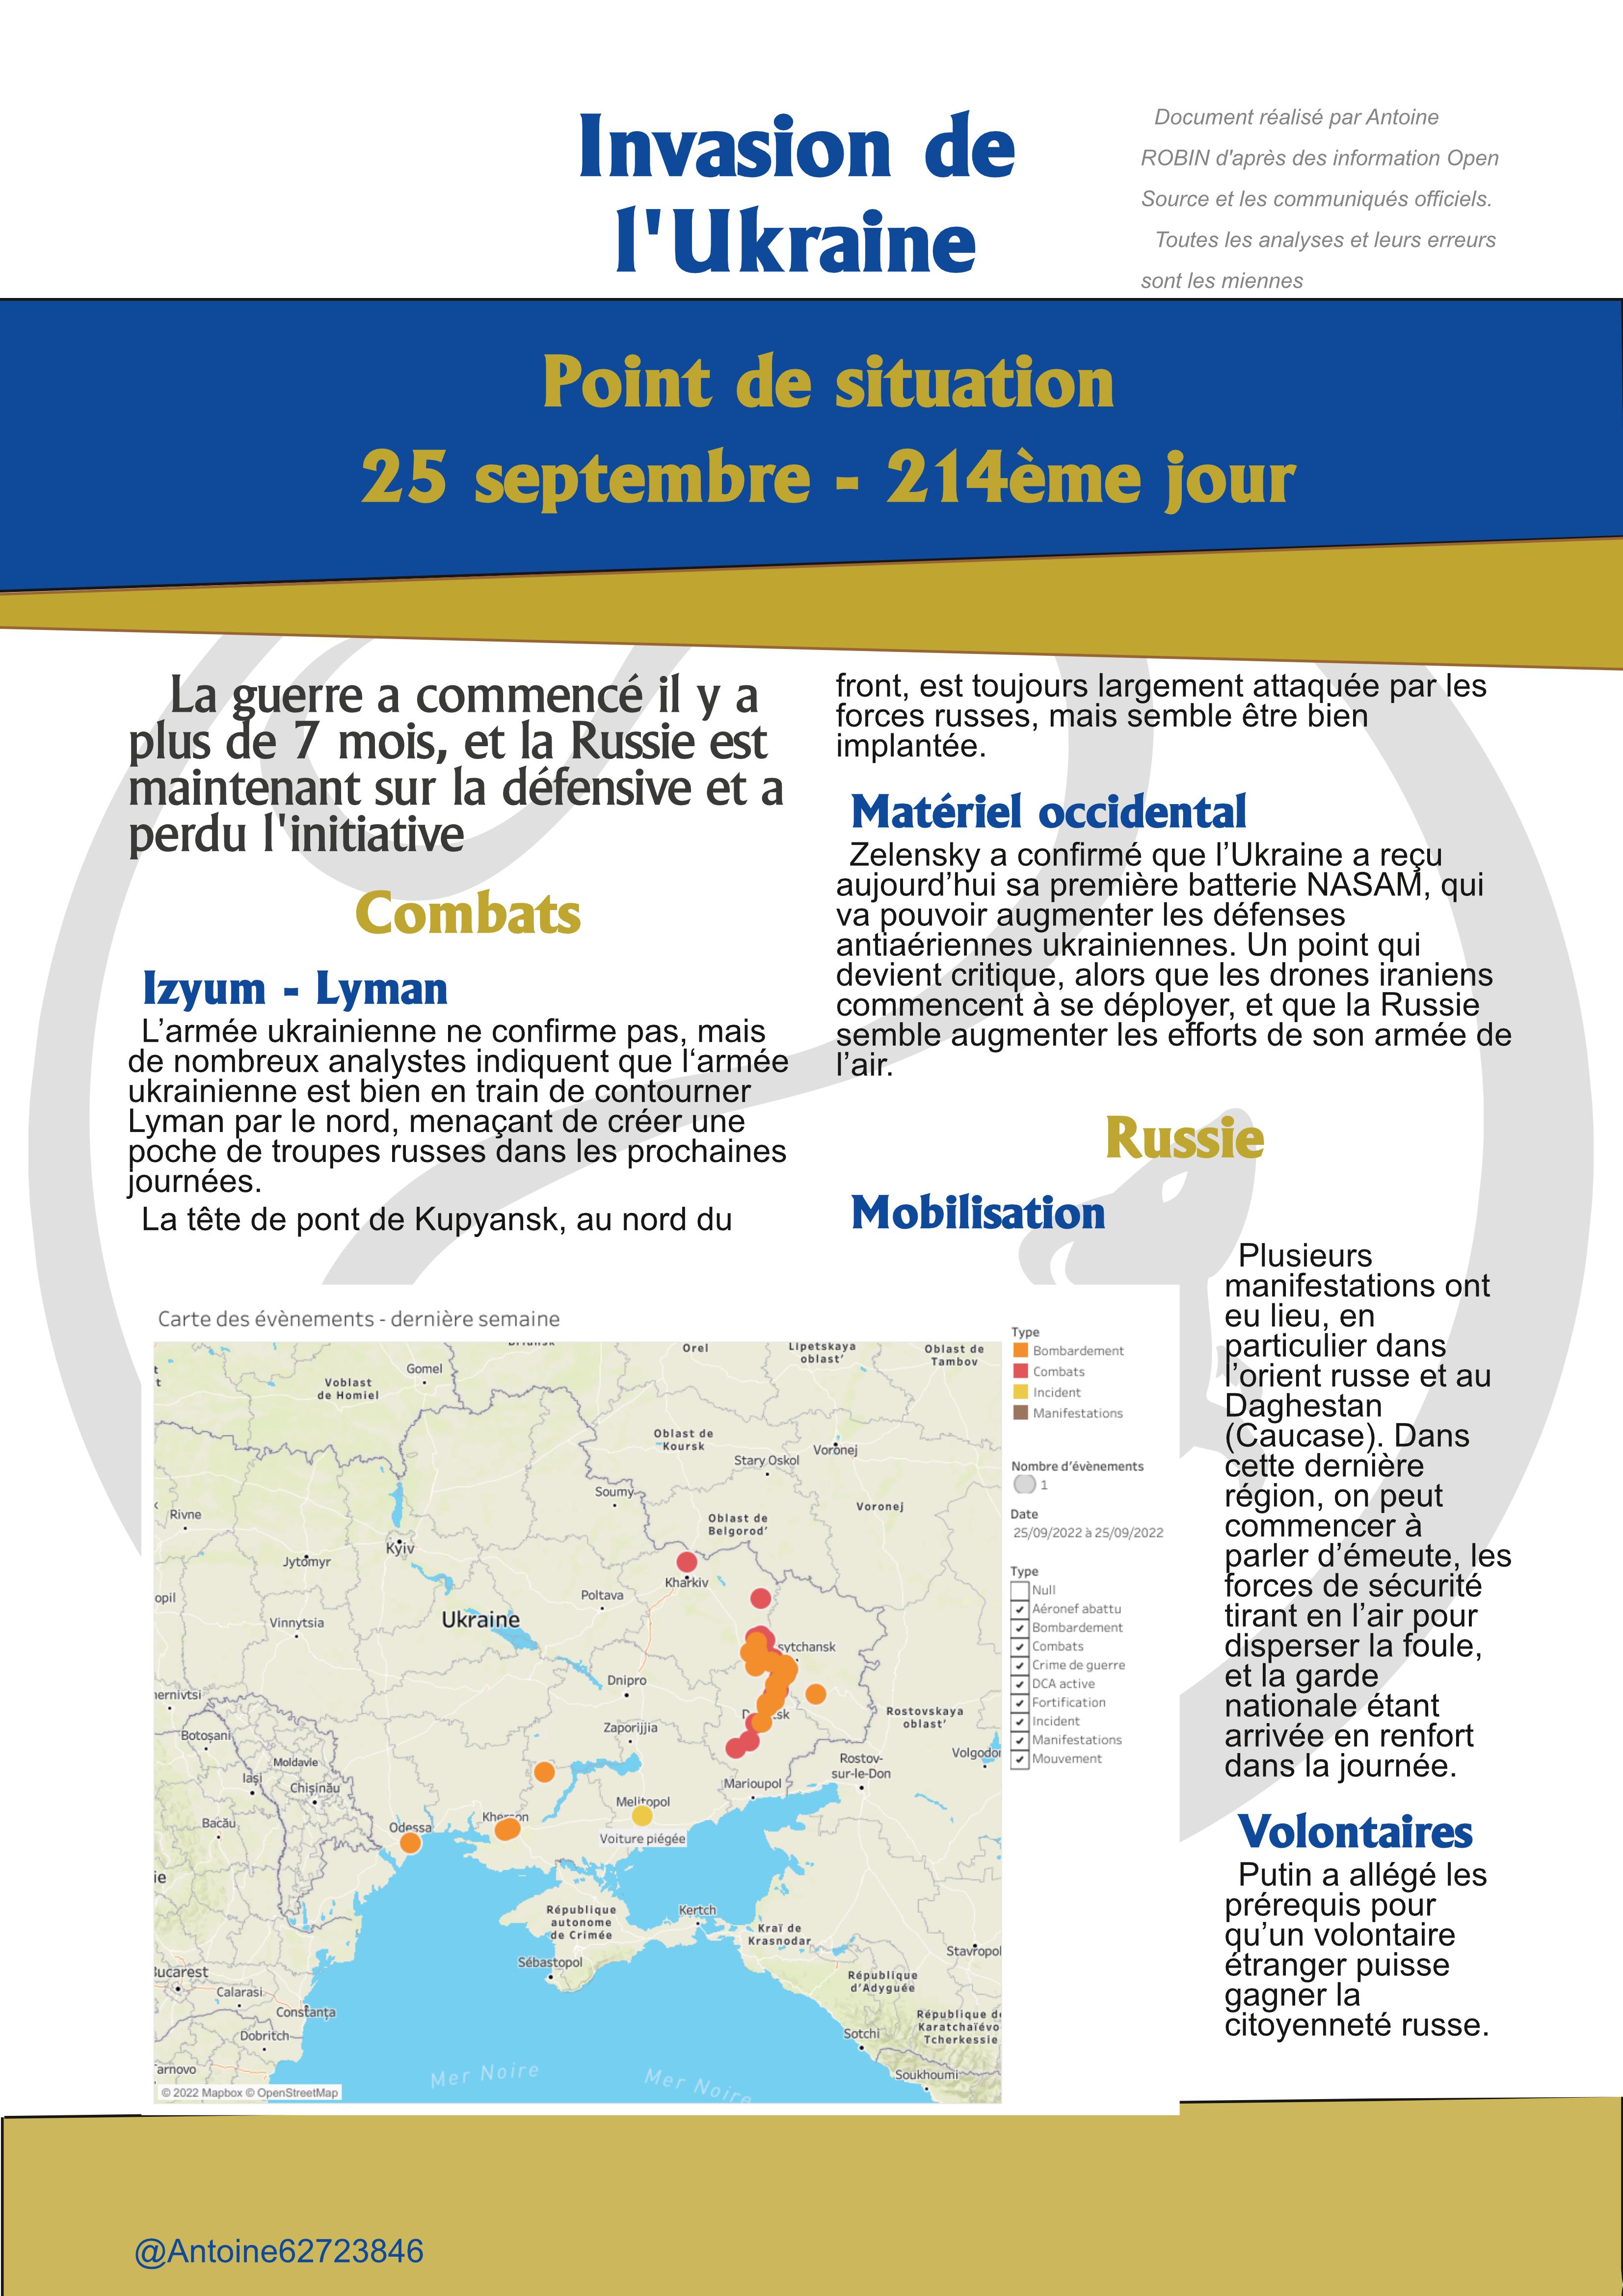 Invasion de
l'Ukraine
Document réalisé par Antoine
ROBIN d'après des information Open
Source et les communiqués officiels.
Toutes les analyses et leurs erreurs
sont les miennes
Point de situation
25 septembre - 214ème jour
La guerre a commencé il y a
plus de 7 mois, et la Russie est
maintenant sur la défensive et a
perdu l'initiative
Combats
Izyum - Lyman
L’armée ukrainienne ne confirme pas, mais
de nombreux analystes indiquent que l‘armée
ukrainienne est bien en train de contourner
Lyman par le nord, menaçant de créer une
poche de troupes russes dans les prochaines
journées.
La tête de pont de Kupyansk, au nord du
front, est toujours largement attaquée par les
forces russes, mais semble être bien
implantée.
Matériel occidental
Zelensky a confirmé que l’Ukraine a reçu
aujourd’hui sa première batterie NASAM, qui
va pouvoir augmenter les défenses
antiaériennes ukrainiennes. Un point qui
devient critique, alors que les drones iraniens
commencent à se déployer, et que la Russie
semble augmenter les efforts de son armée de
l’air.
Russie
Mobilisation
Plusieurs
manifestations ont
eu lieu, en
particulier dans
l’orient russe et au
Daghestan
(Caucase). Dans
cette dernière
région, on peut
commencer à
parler d’émeute, les
forces de sécurité
tirant en l’air pour
disperser la foule,
et la garde
nationale étant
arrivée en renfort
dans la journée.
Volontaires
Putin a allégé les
prérequis pour
qu’un volontaire
étranger puisse
gagner la
citoyenneté russe.
Carte des évènements - dernière semaine
Orel
Lipetskaya
oblast'
Oblast de
Tambov
Gomel
Voblast
de Homiel
Oblast de
Koursk
Voronej
Stary Oskol
Soumy
Voronej
Rivne
Oblast de
Belgorod'
Kyiv
Jytomyr
Kharkiv
opil
Poltava
Vinnytsia
Ukraine
sytchansk
Dnipro
ernivtsi
Rostovskaya
oblast'
Zaporijjia
Botoșani
Volgodo
Moldavie
Rostov-
sur-le-Don
Iași
Chișinău
Marioupol
Melitopol
Bacău
Kherson
Odessa
Voiture piégée
ie
République
autonome
de Crimée
Kertch
Kraï de
Krasnodar
Stavropol
Sébastopol
Bucarest
République
d'Adyguée
Calarasi
Constanța
République d
Karatchaïévo
Tcherkessie
Dobritch
Sotchi
arnovo
Soukhoumi
Mer Noire
Mer Noire
© 2022 Mapbox © OpenStreetMap
Type
Bombardement
Combats
Incident
Manifestations
Nombre d'évènements
1
Date
25/09/2022 à 25/09/2022
Type
Null
Aéronef abattu
Bombardement
Combats
Crime de guerre
DCA active
Fortification
Incident
Manifestations
Mouvement
@Antoine62723846